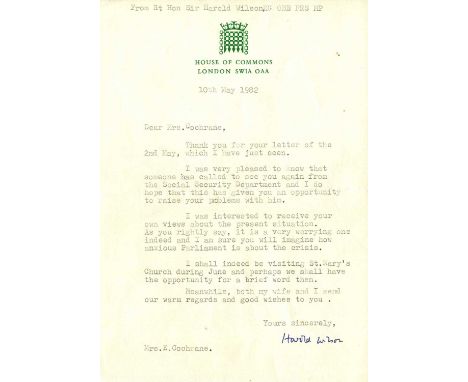 From Rt Hon Sir Harold Wilson, KG OBE FRS MP
HOUSE OF COMMONS
LONDON SW1A 0AA
10th May 1982
Dear Mrs. Cochrane,
Thank you for your letter of the
2nd May, which I have just seen.
I was very pleased to know that
someone has called to see you again from
the Social Security Department and I do
hope that this has given you an opportunity
to raise your problems with him.
I was interested to receive your
own views about the present situation.
As you rightly say, it is a very worrying one
indeed and I am sure you will imagine how
anxious Parliament is about the crisis.
I shall indeed be visiting St. Mary's
Church during June and perhaps we shall have
the opportunity for a brief word then.
Meanwhile, both my wife and I send
our warm regards and good wishes to you .
Yours sincerely,
Harold Wilson
Mrs. E. Cochrane.